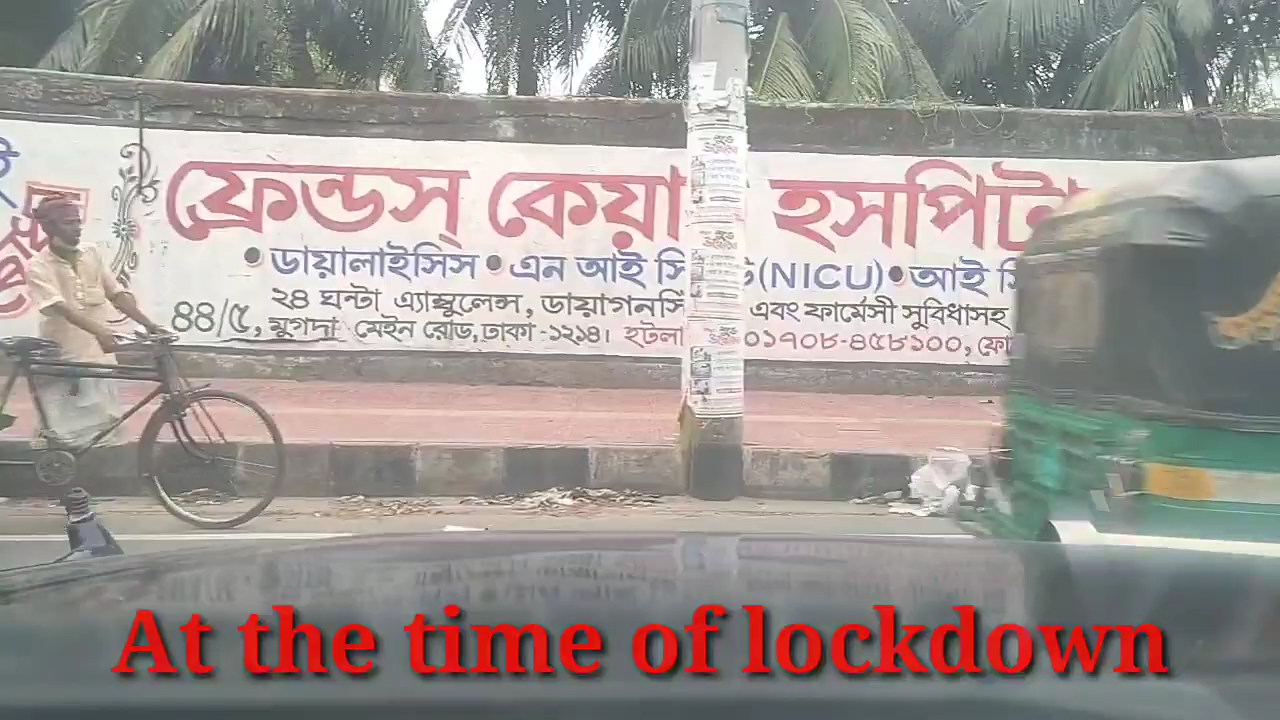 ফ্রেন্ডস্ কেয়া হসপিটা
• ডায়ালাইসিস • এন আই সি (NICU) • আই সি
২৪ ঘন্টা এ্যাম্বুলেন্স, ডায়াগনসি এবং ফার্মেসী সুবিধাসহ
৪৪/৫, মুগদা মেইন রোড, ঢাকা -১২১৪। হটলা ০১৭০৮-৪৫৮১০০, ফো
At the time of lockdown